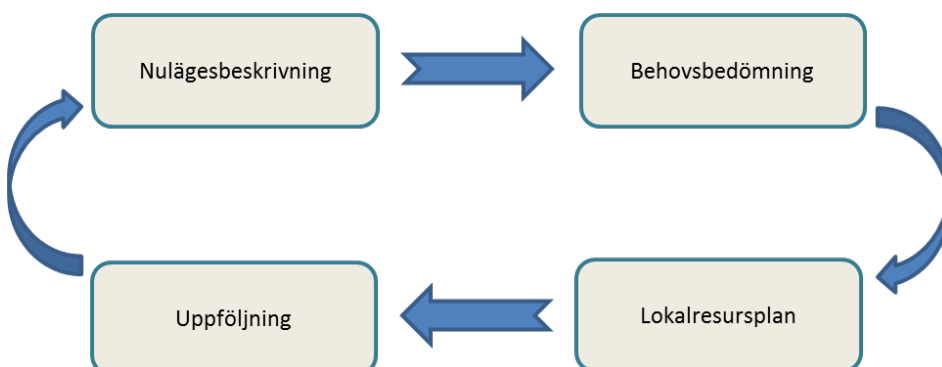 Nulägesbeskrivning
Behovsbedömning
Lokalresursplan
Uppföljning